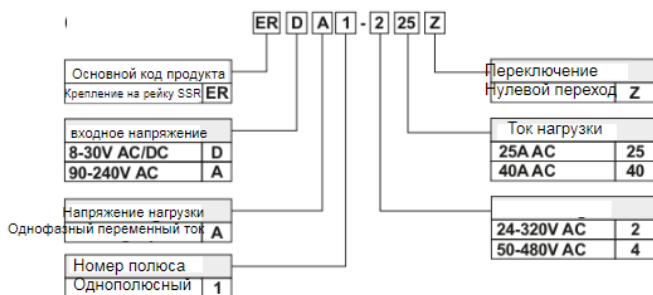 ER D A 1 - 2 25 Z
Основной код продукта
Крепление на рейку SSR ER
входное напряжение
8-30V AC/DC D
90-240V AC A
Напряжение нагрузки
Однофазный переменный ток A
Номер полюса
Однополюсный 1
Переключение
Нулевой переход Z
Ток нагрузки
25A AC 25
40A AC 40
24-320V AC 2
50-480V AC 4